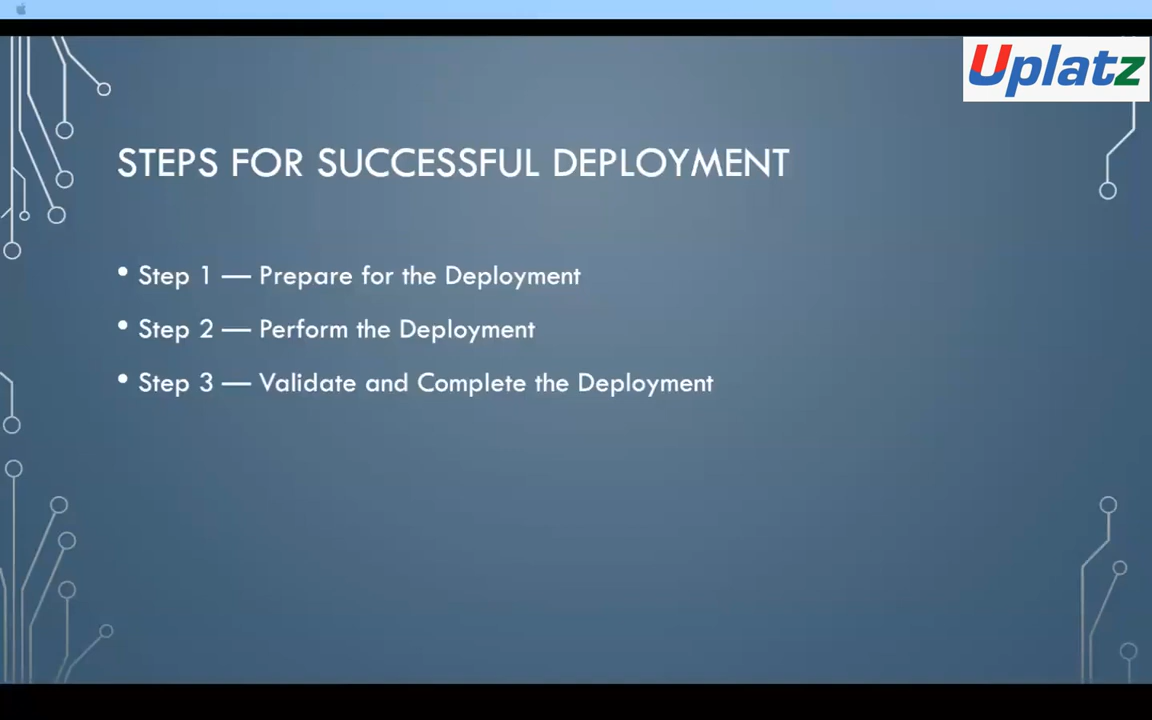 Uplatz
STEPS FOR SUCCESSFUL DEPLOYMENT
• Step 1 — Prepare for the Deployment
• Step 2 — Perform the Deployment
• Step 3 — Validate and Complete the Deployment